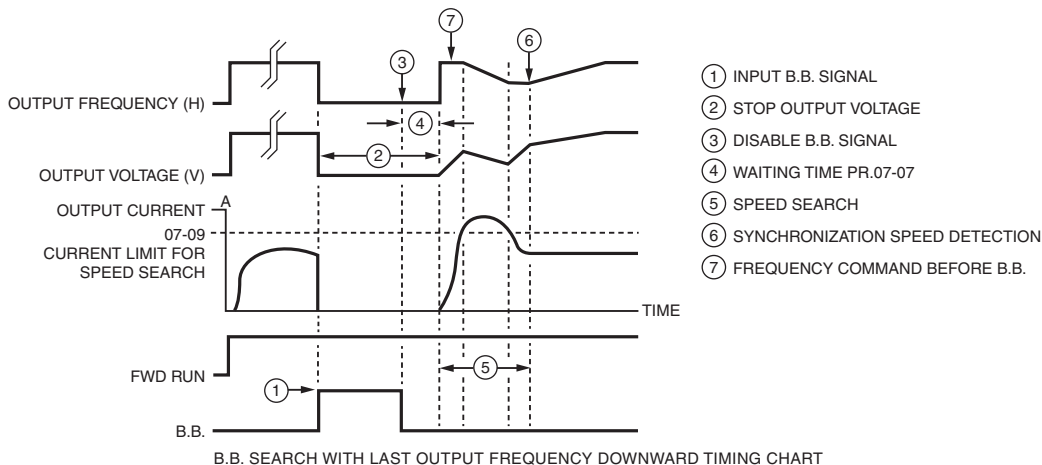 7
6
3
OUTPUT FREQUENCY (H)
4
2
OUTPUT VOLTAGE (V)
OUTPUT CURRENT
A
07-09
CURRENT LIMIT FOR
SPEED SEARCH
TIME
FWD RUN
5
1
B.B.
1 INPUT B.B. SIGNAL
2 STOP OUTPUT VOLTAGE
3 DISABLE B.B. SIGNAL
4 WAITING TIME PR.07-07
5 SPEED SEARCH
6 SYNCHRONIZATION SPEED DETECTION
7 FREQUENCY COMMAND BEFORE B.B.
B.B. SEARCH WITH LAST OUTPUT FREQUENCY DOWNWARD TIMING CHART